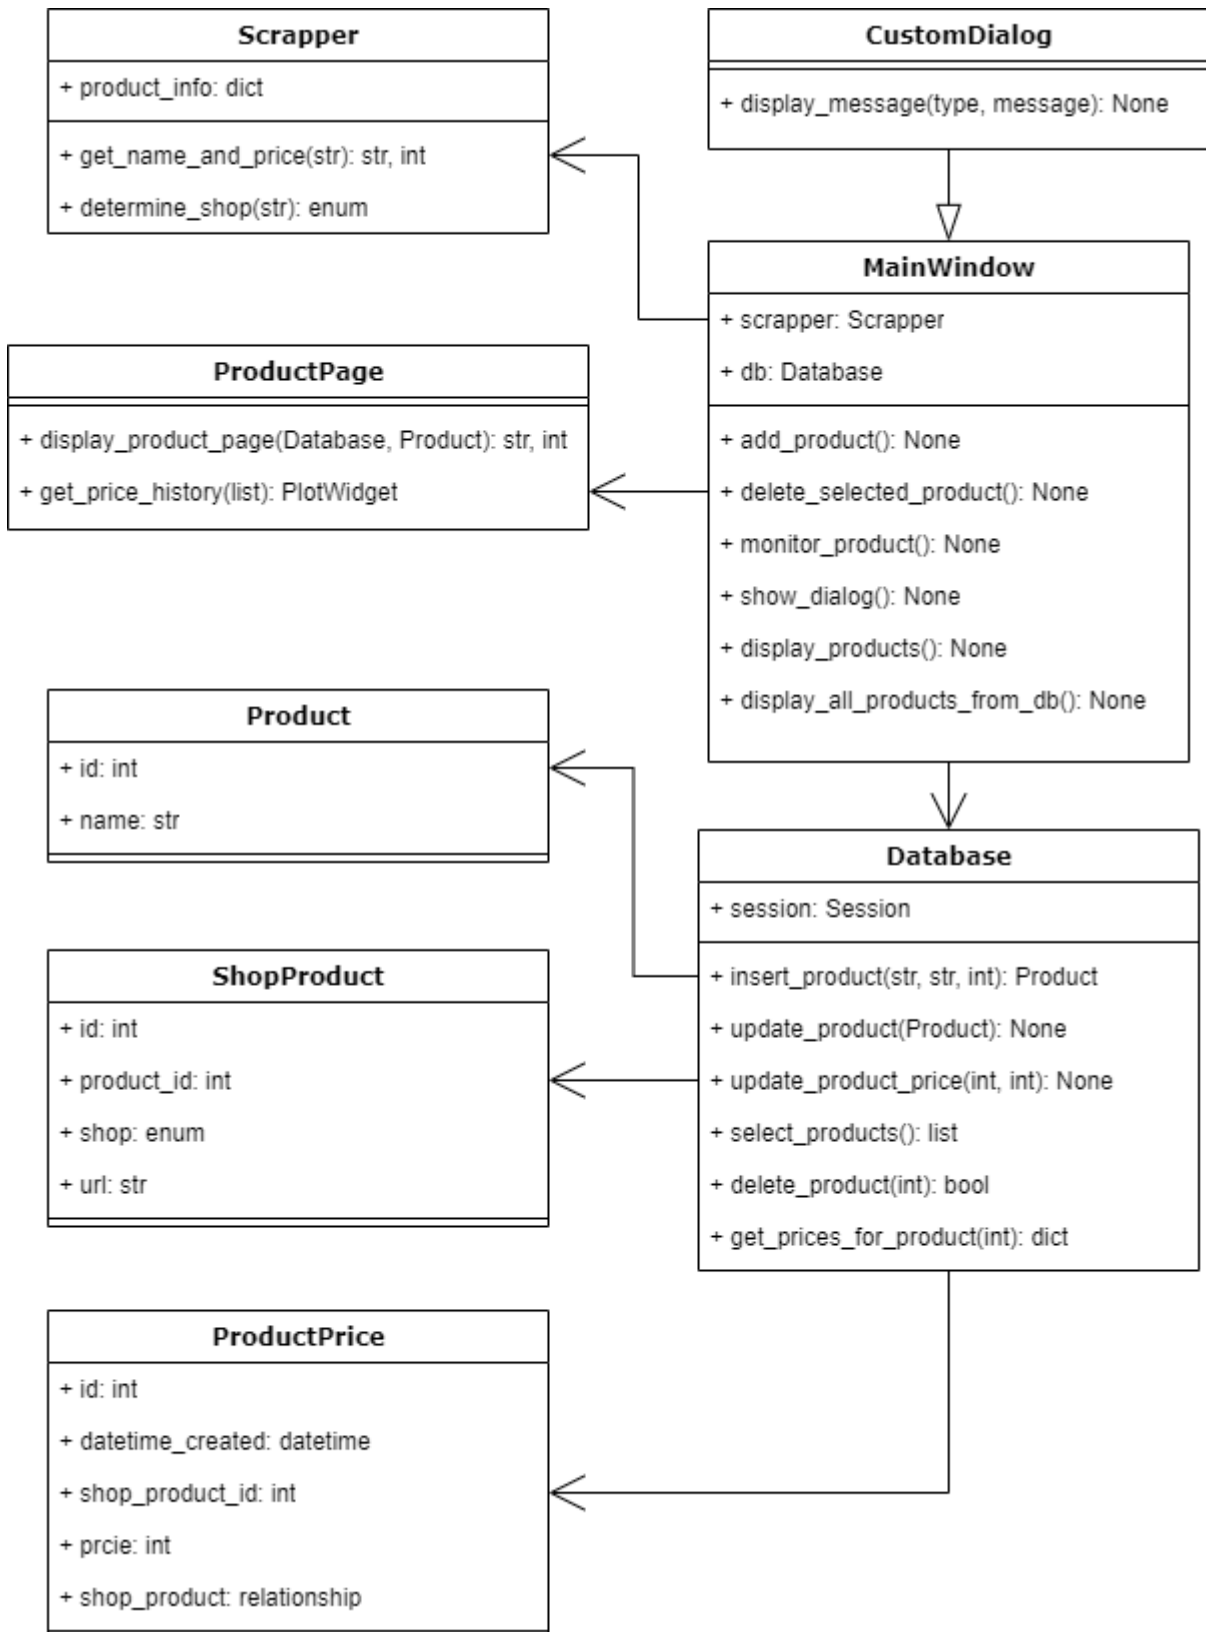 Scrapper
+ product_info: dict
+ get_name_and_price(str): str, int
+ determine_shop(str): enum
CustomDialog
+ display_message(type, message): None
MainWindow
+ scrapper: Scrapper
+ db: Database
+ add_product(): None
+ delete_selected_product(): None
+ monitor_product(): None
+ show_dialog(): None
+ display_products(): None
+ display_all_products_from_db(): None
ProductPage
+ display_product_page(Database, Product): str, int
+ get_price_history(list): PlotWidget
Product
+ id: int
+ name: str
Database
+ session: Session
+ insert_product(str, str, int): Product
+ update_product(Product): None
+ update_product_price(int, int): None
+ select_products(): list
+ delete_product(int): bool
+ get_prices_for_product(int): dict
ShopProduct
+ id: int
+ product_id: int
+ shop: enum
+ url: str
ProductPrice
+ id: int
+ datetime_created: datetime
+ shop_product_id: int
+ prcie: int
+ shop_product: relationship